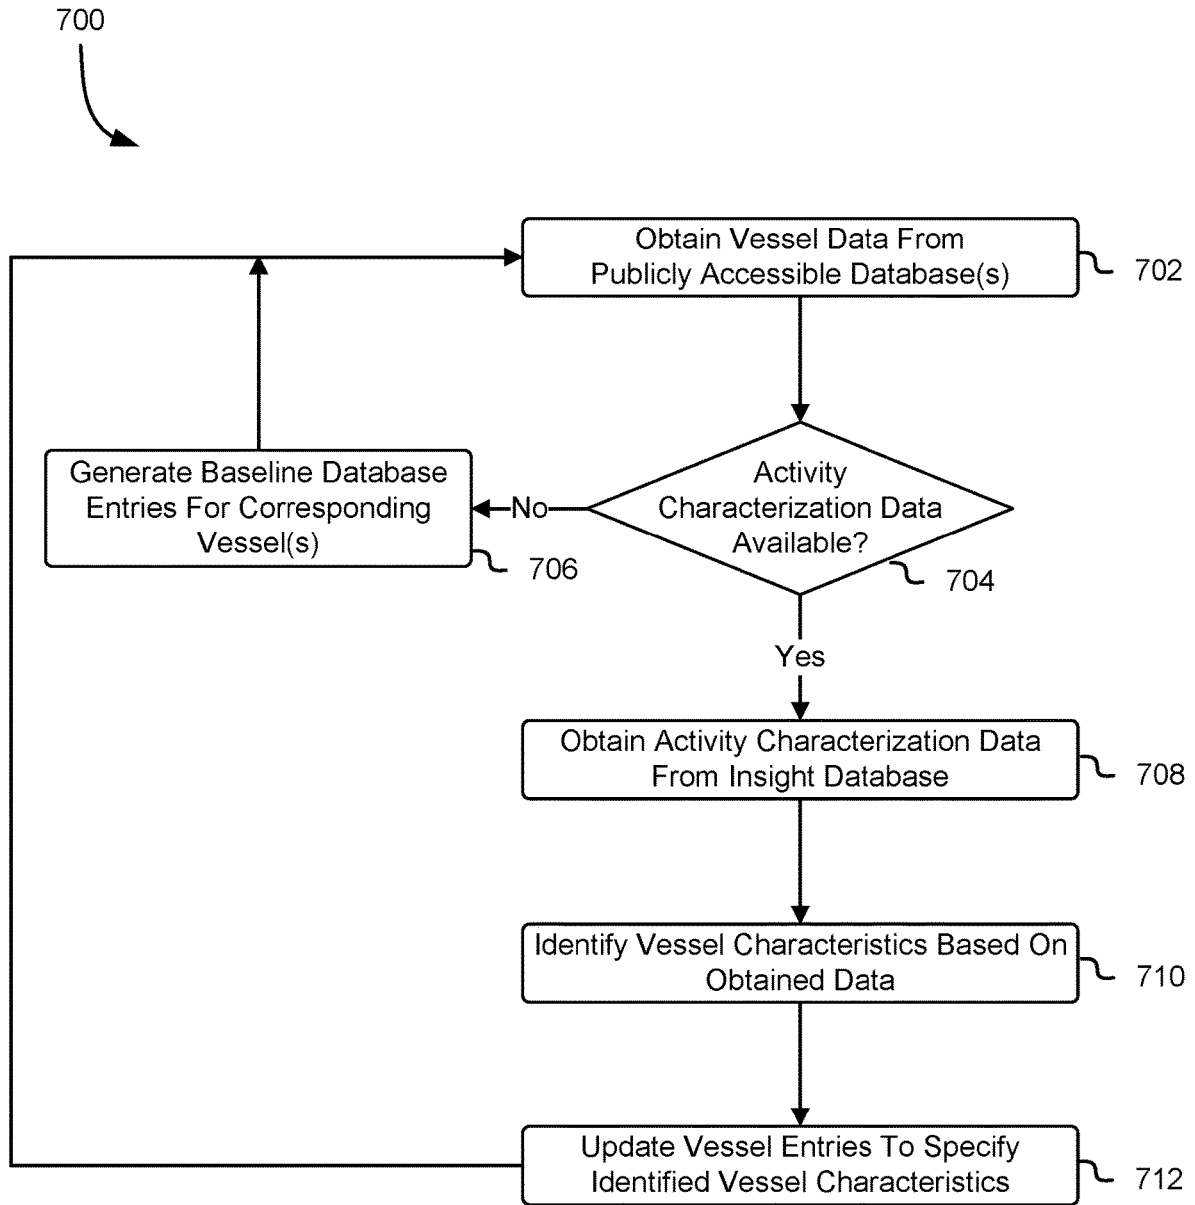 700
Obtain Vessel Data From
Publicly Accessible Database(s)
702
Generate Baseline Database
Entries For Corresponding
Vessel(s)
706
No
Activity
Characterization Data
Available?
704
Yes
Obtain Activity Characterization Data
From Insight Database
708
Identify Vessel Characteristics Based On
Obtained Data
710
Update Vessel Entries To Specify
Identified Vessel Characteristics
712